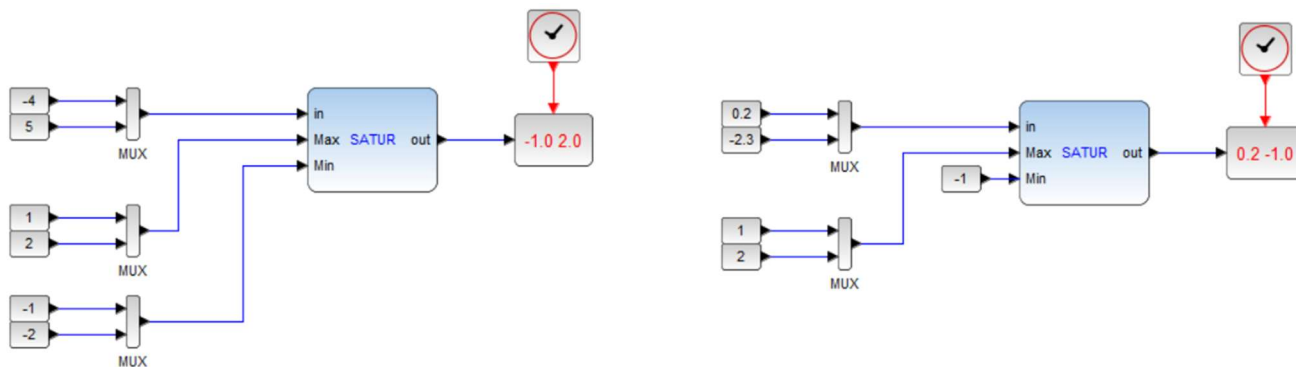 -4
5
MUX
in
Max SATUR out
Min
-1.0 2.0
1
2
MUX
-1
-2
MUX
0.2
-2.3
MUX
in
Max SATUR out
-1
Min
0.2 -1.0
1
2
MUX